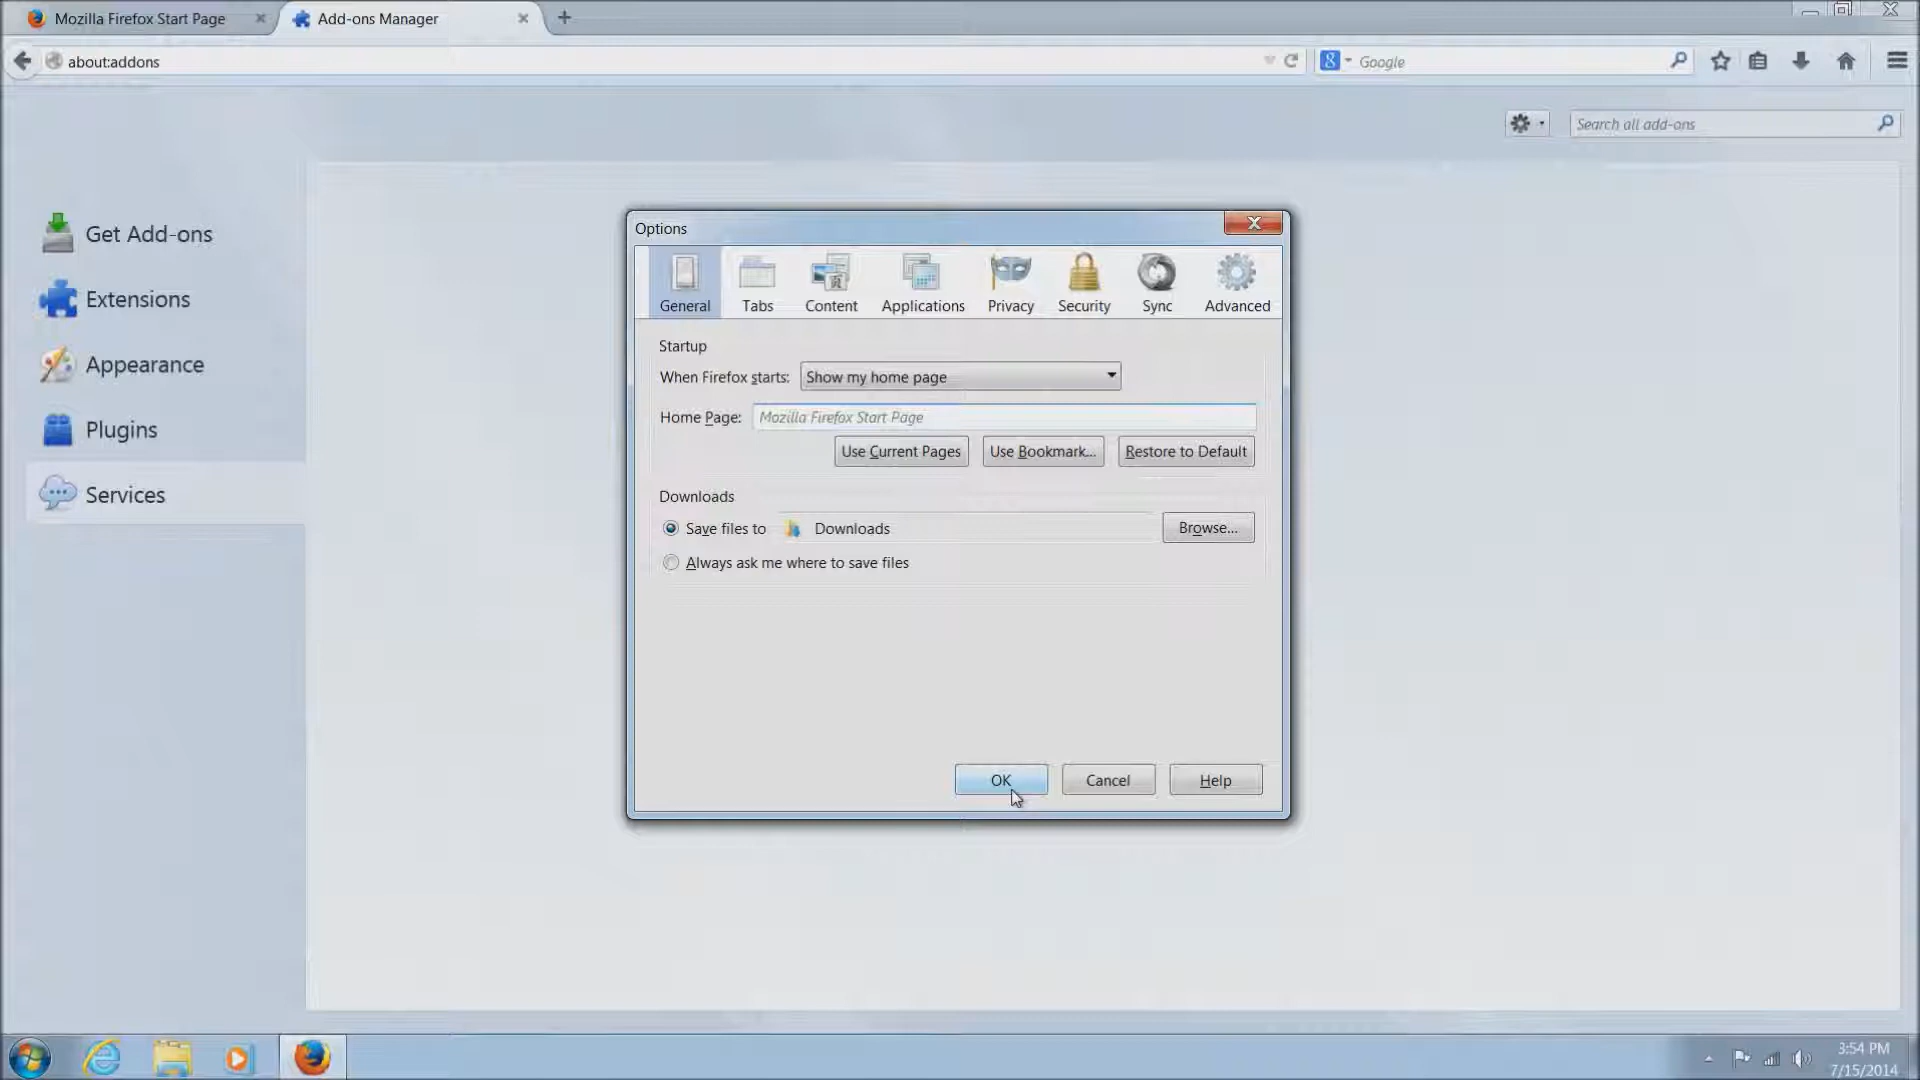 Mozilla Firefox Start Page
Add-ons Manager
about:addons
8
Google
Search all add-ons
Get Add-ons
Extensions
Appearance
Plugins
Services
Options
General
Tabs
Content
Applications
Privacy
Security
Sync
Advanced
Startup
When Firefox starts: Show my home page
Home Page: Mozilla Firefox Start Page
Use Current Pages
Use Bookmark...
Restore to Default
Downloads
Save files to Downloads
Browse...
Always ask me where to save files
OK
Cancel
Help
3:54 PM
7/15/2014